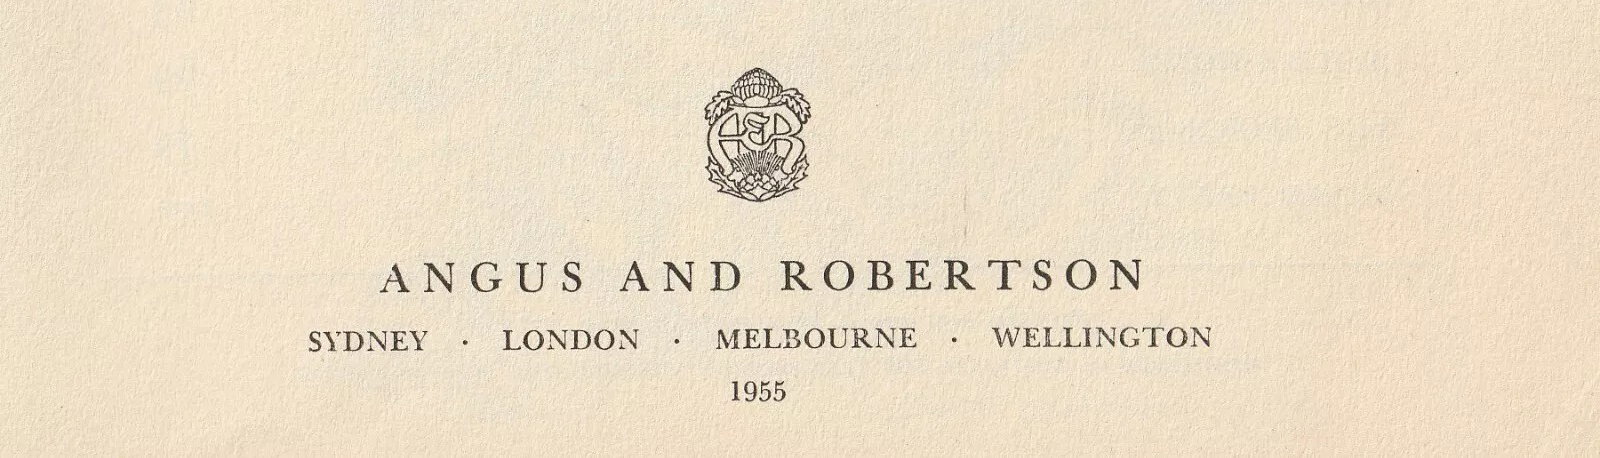 A & R
ANGUS AND ROBERTSON
SYDNEY · LONDON · MELBOURNE · WELLINGTON
1955